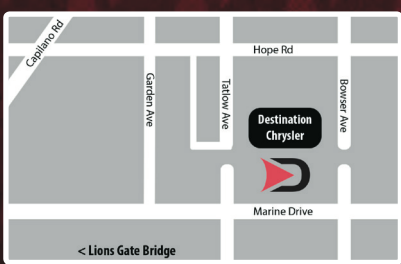 Capilano Rd
Hope Rd
Garden Ave
Tatlow Ave
Bowser Ave
Destination
Chrysler
Marine Drive
< Lions Gate Bridge